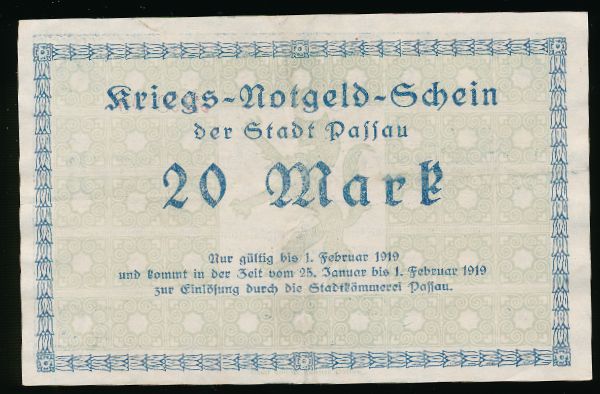 Kriegs-Notgeld-Schein
der Stadt Passau
20 Mark
Nur gültig bis 1. Februar 1919
und kommt in der Zeit vom 25. Januar bis 1. Februar 1919
zur Einlösung durch die Stadtkämmerei Passau.